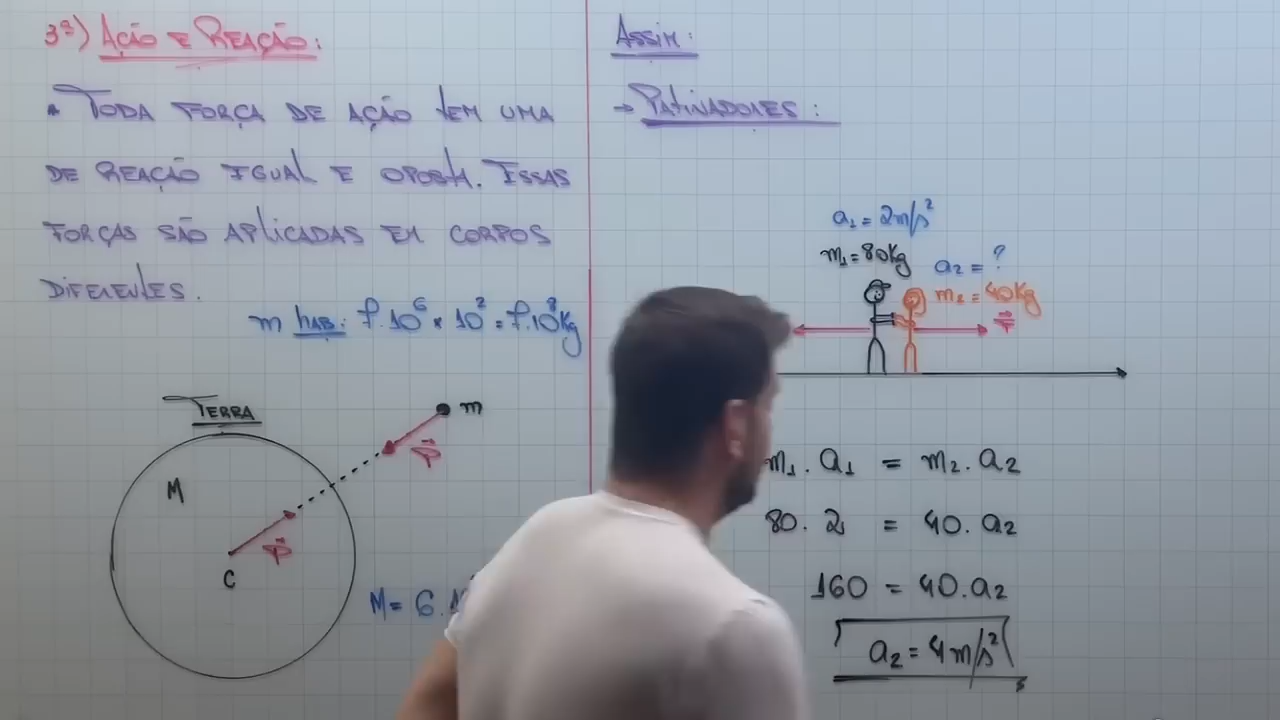 3ª) AÇÃO E REAÇÃO:
* TODA FORÇA DE AÇÃO TEM UMA
DE REAÇÃO IGUAL E OPOSTA. ESSAS
FORÇAS SÃO APLICADAS EM CORPOS
DIFERENTES.
m HAB: 7.10⁶ × 10² = 7.10⁸ Kg
TERRA
m
F
M
F
C
M = 6.1
ASSIM:
→ PATINADORES:
a₁ = 2m/s²
m₁ = 80Kg
a₂ = ?
m₂ = 40Kg
F
m₁ . a₁ = m₂ . a₂
80 . 2 = 40 . a₂
160 = 40 . a₂
a₂ = 4m/s²